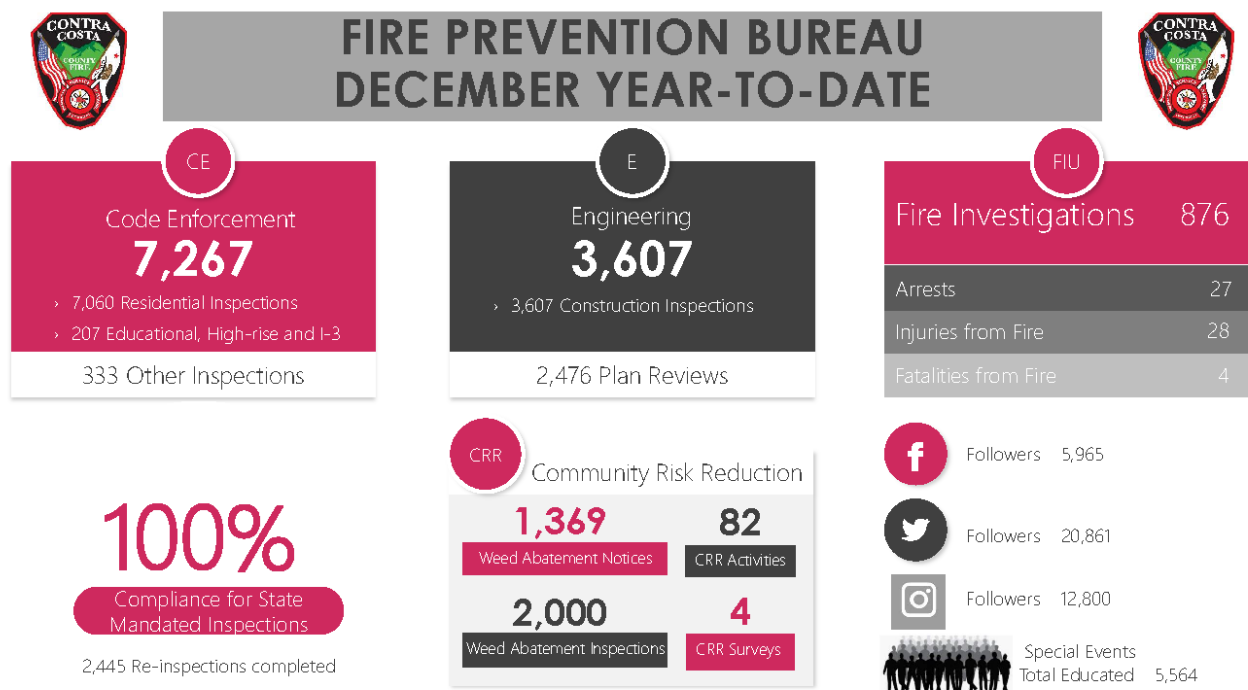 CONTRA
COSTA
COUNTY
FIRE
FIRE PREVENTION BUREAU
DECEMBER YEAR-TO-DATE
CONTRA
COSTA
COUNTY
FIRE
CE
Code Enforcement
7,267
› 7,060 Residential Inspections
› 207 Educational, High-rise and I-3
333 Other Inspections
E
Engineering
3,607
› 3,607 Construction Inspections
2,476 Plan Reviews
FIU
Fire Investigations 876
Arrests 27
Injuries from Fire 28
Fatalities from Fire 4
100%
Compliance for State
Mandated Inspections
2,445 Re-inspections completed
CRR
Community Risk Reduction
1,369 82
Weed Abatement Notices CRR Activities
2,000 4
Weed Abatement Inspections CRR Surveys
f
Followers 5,965
Followers 20,861
Followers 12,800
Special Events
Total Educated 5,564